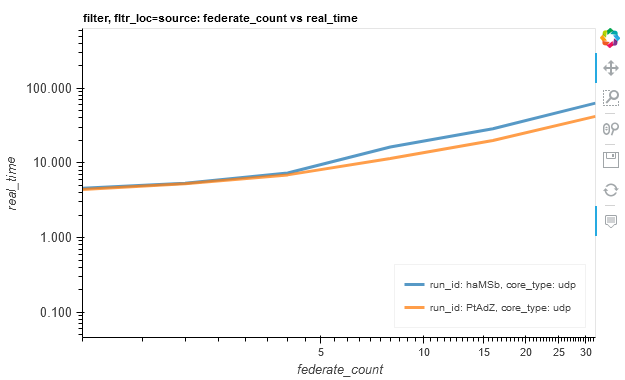 filter, fltr_loc=source: federate_count vs real_time
100.000
10.000
1.000
0.100
real_time
run_id: haMSb, core_type: udp
run_id: PtAdZ, core_type: udp
5
10
15
20
25
30
federate_count